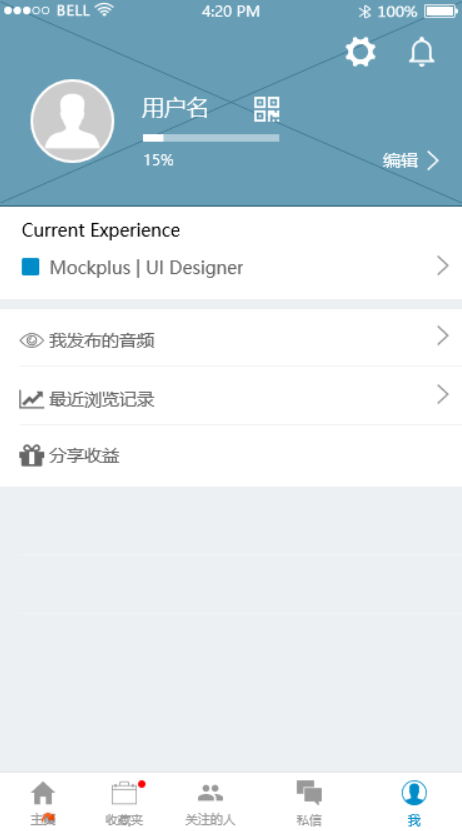 BELL 4:20 PM 100%
用户名
15%
编辑
Current Experience
Mockplus | UI Designer
我发布的音频
最近浏览记录
分享收益
收藏夹 关注的人 私信 我